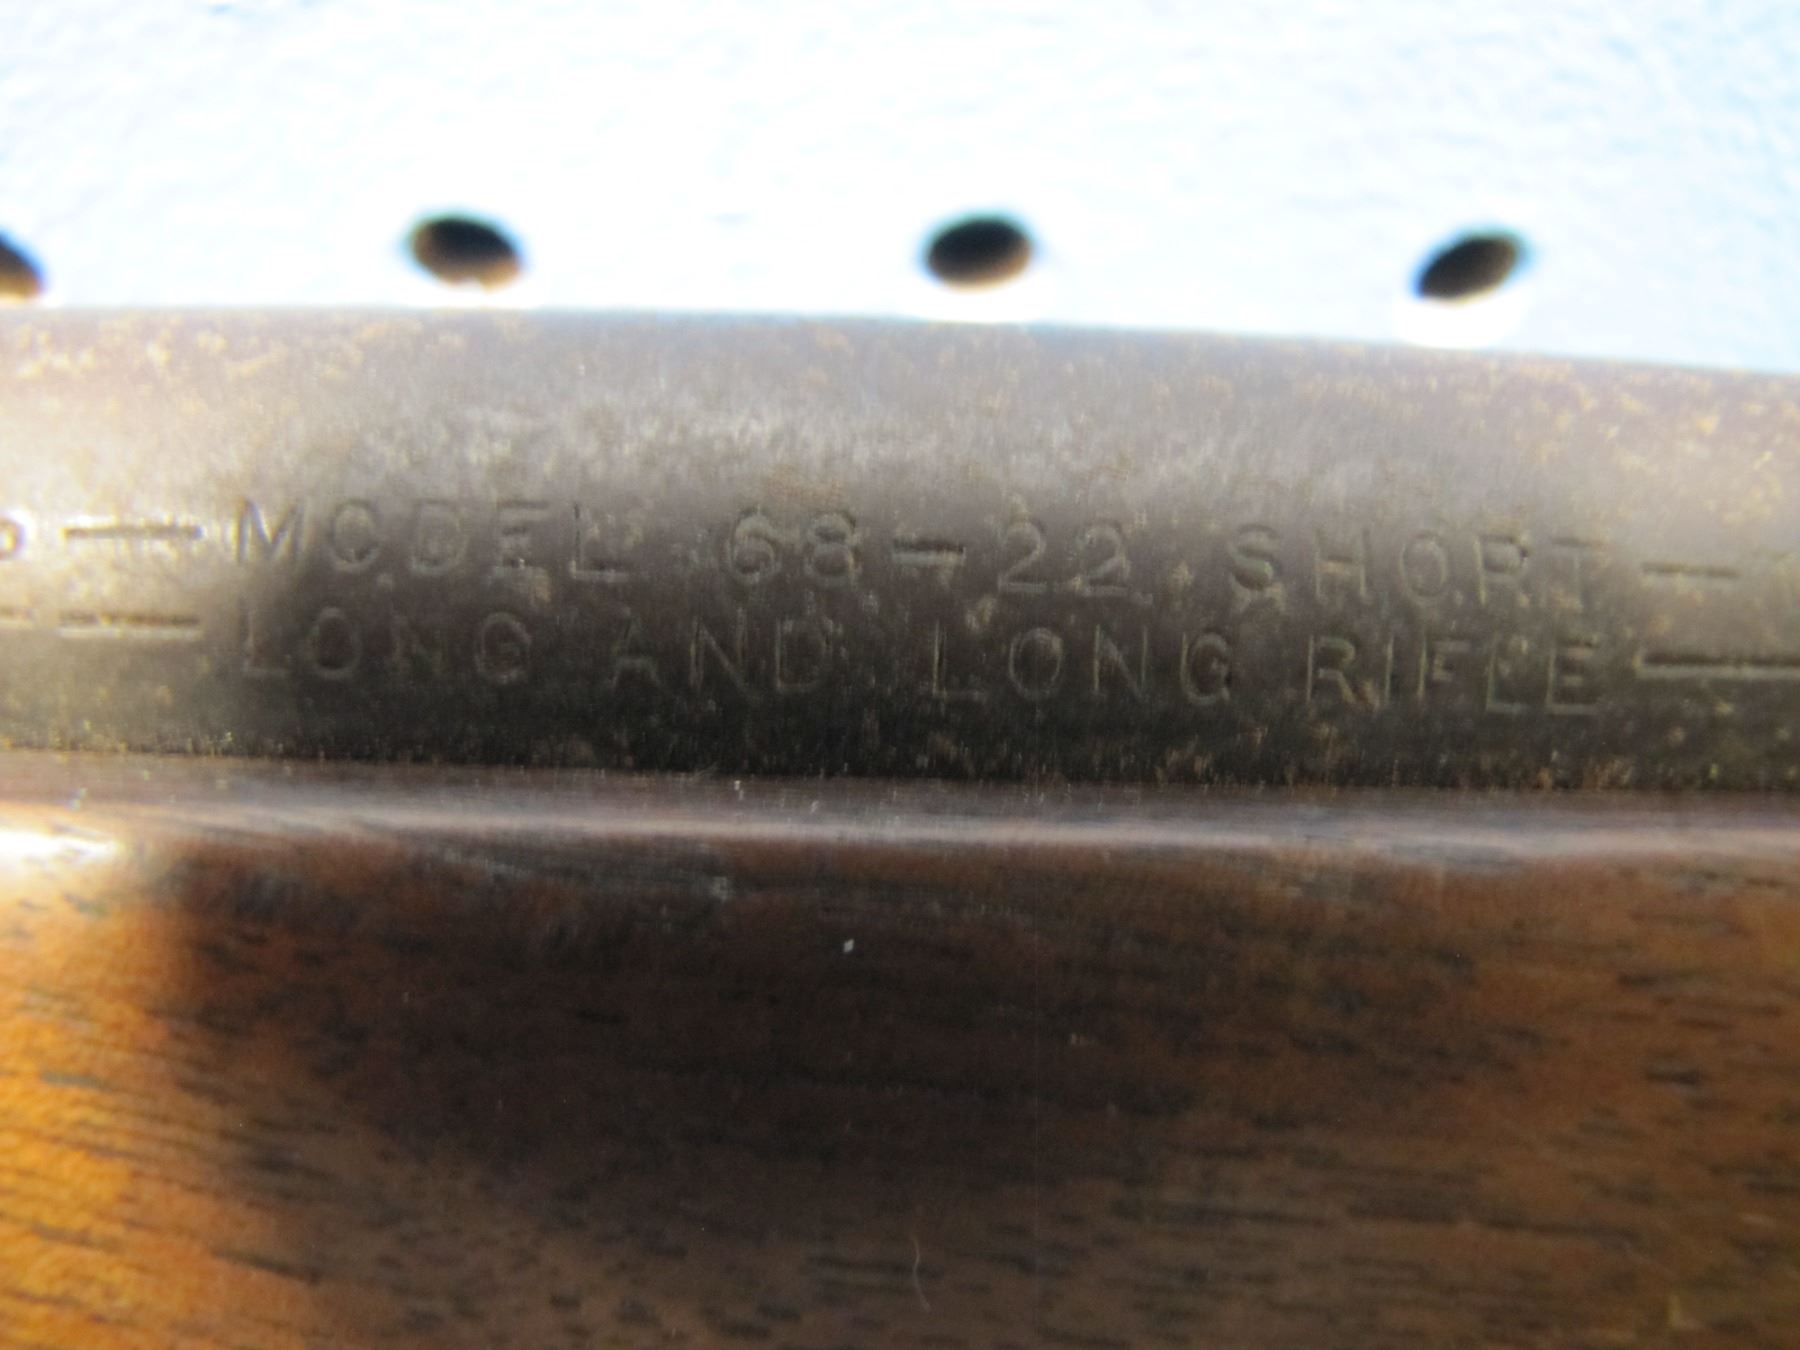 — MODEL 68-22 SHORT —
— LONG AND LONG RIFLE —